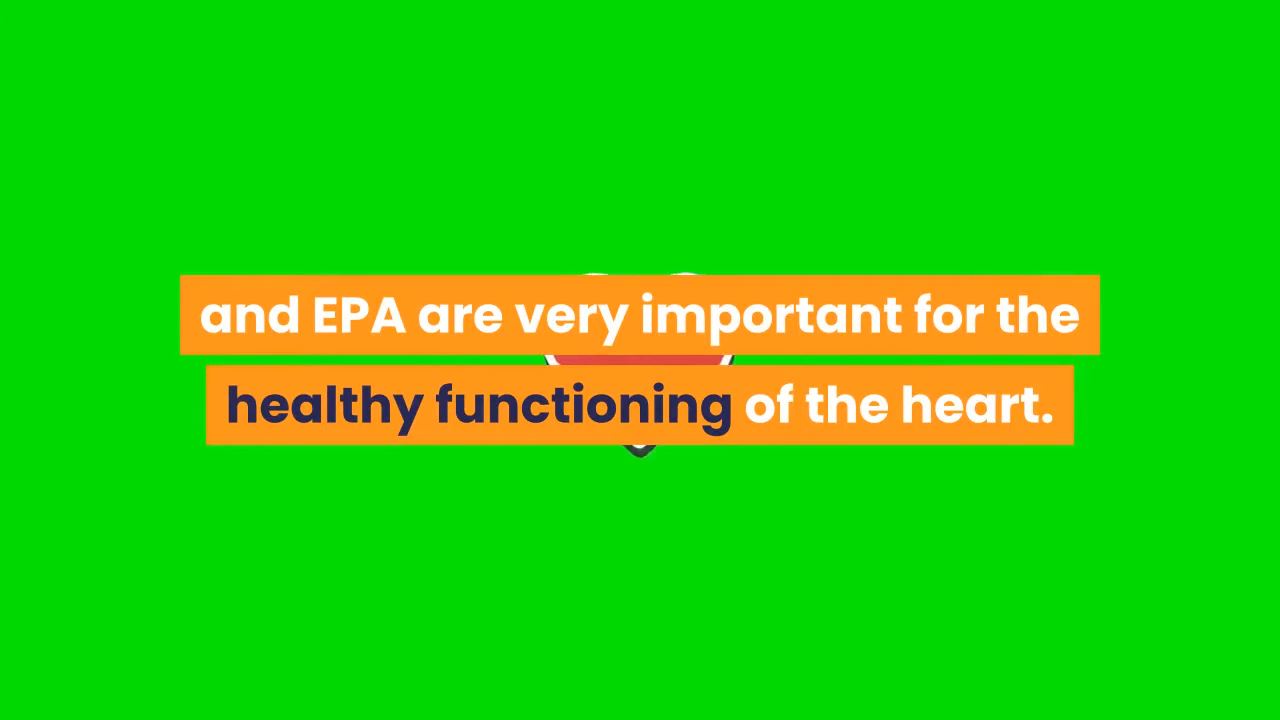 and EPA are very important for the
healthy functioning of the heart.